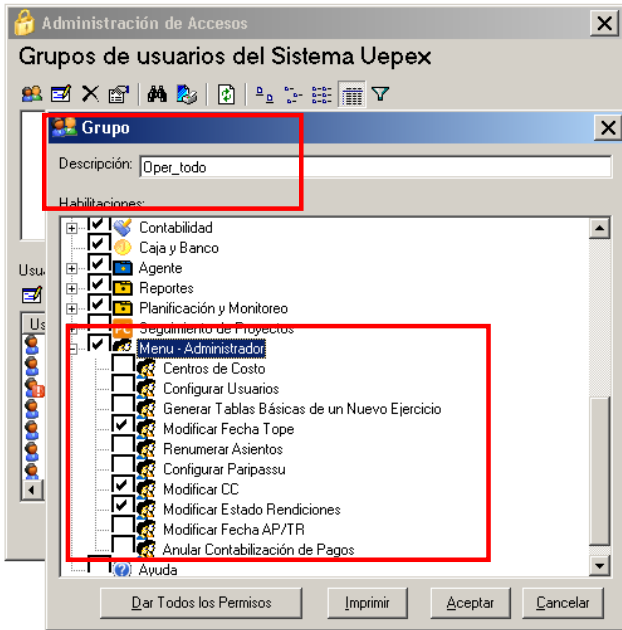 Administración de Accesos
Grupos de usuarios del Sistema Uepex
Grupo
Descripción: Oper_todo
Habilitaciones:
Contabilidad
Caja y Banco
Agente
Reportes
Planificación y Monitoreo
Seguimiento de Proyectos
Menu - Administrador
Centros de Costo
Configurar Usuarios
Generar Tablas Básicas de un Nuevo Ejercicio
Modificar Fecha Tope
Renumerar Asientos
Configurar Paripassu
Modificar CC
Modificar Estado Rendiciones
Modificar Fecha AP/TR
Anular Contabilización de Pagos
Ayuda
Dar Todos los Permisos Imprimir Aceptar Cancelar